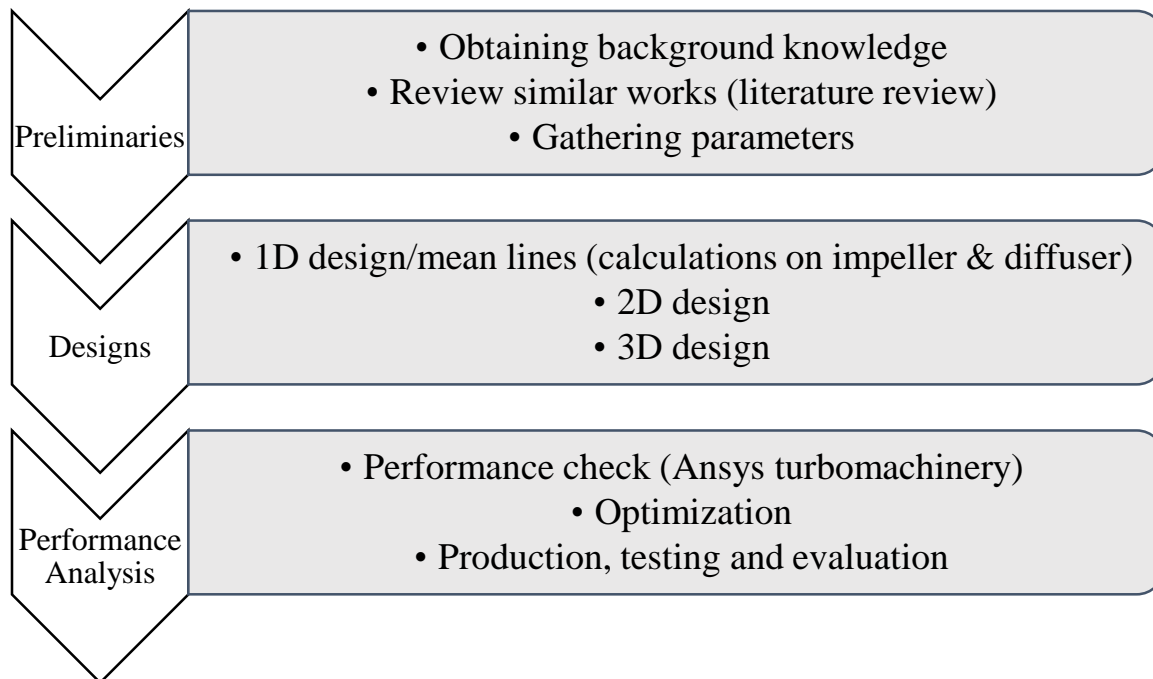 Preliminaries
• Obtaining background knowledge
• Review similar works (literature review)
• Gathering parameters
Designs
• 1D design/mean lines (calculations on impeller & diffuser)
• 2D design
• 3D design
Performance
Analysis
• Performance check (Ansys turbomachinery)
• Optimization
• Production, testing and evaluation